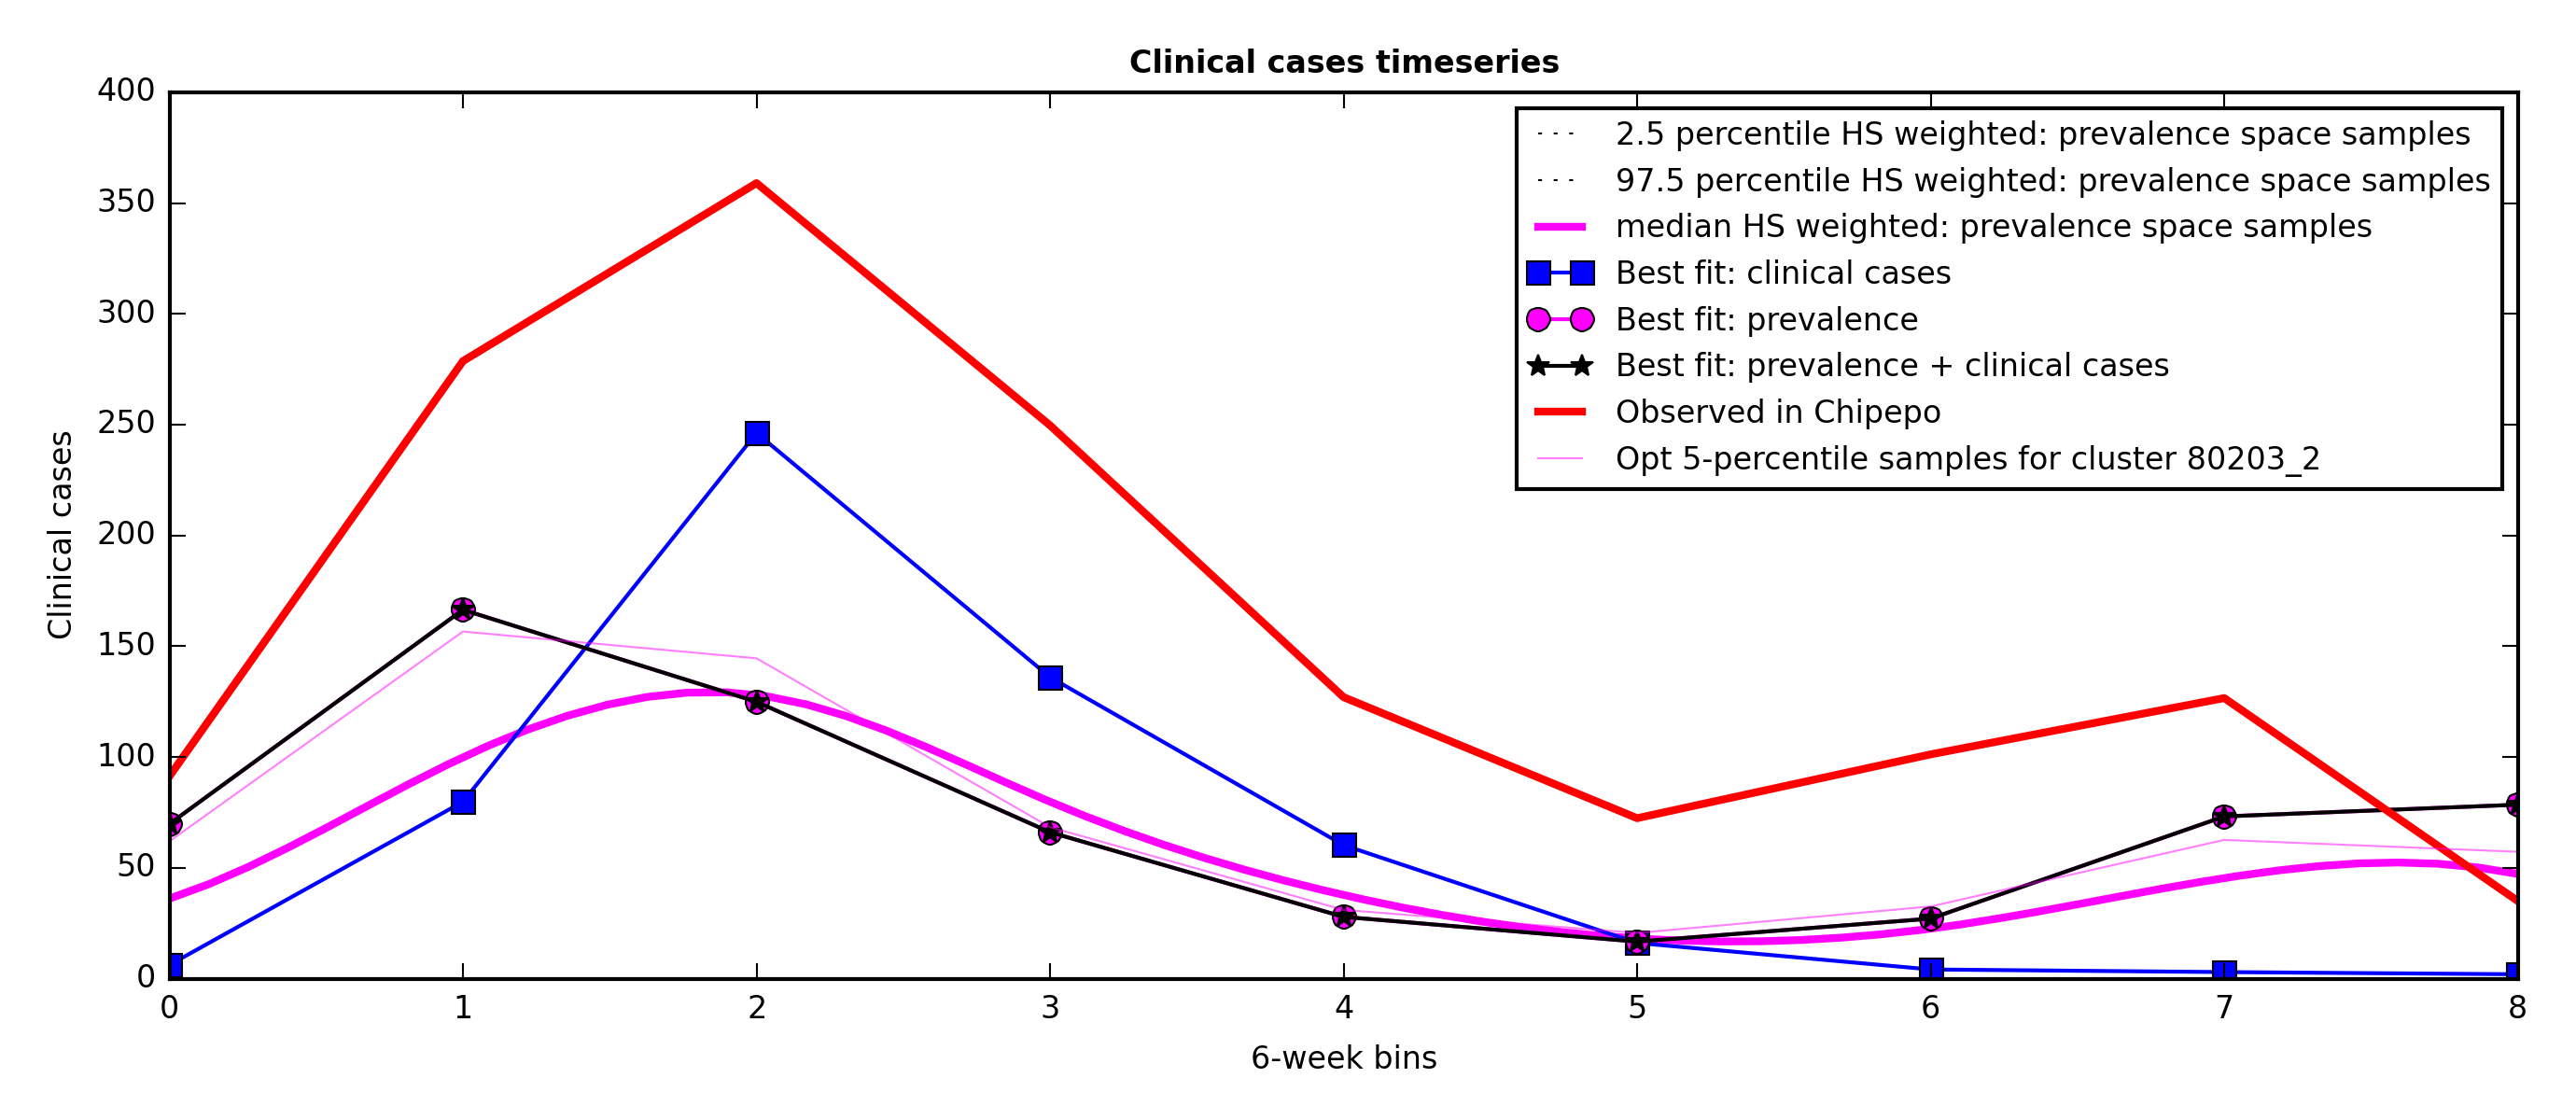 Clinical cases timeseries
400
350
300
250
200
150
100
50
0
Clinical cases
2.5 percentile HS weighted: prevalence space samples
97.5 percentile HS weighted: prevalence space samples
median HS weighted: prevalence space samples
Best fit: clinical cases
Best fit: prevalence
Best fit: prevalence + clinical cases
Observed in Chipepo
Opt 5-percentile samples for cluster 80203_2
0 1 2 3 4 5 6 7 8
6-week bins